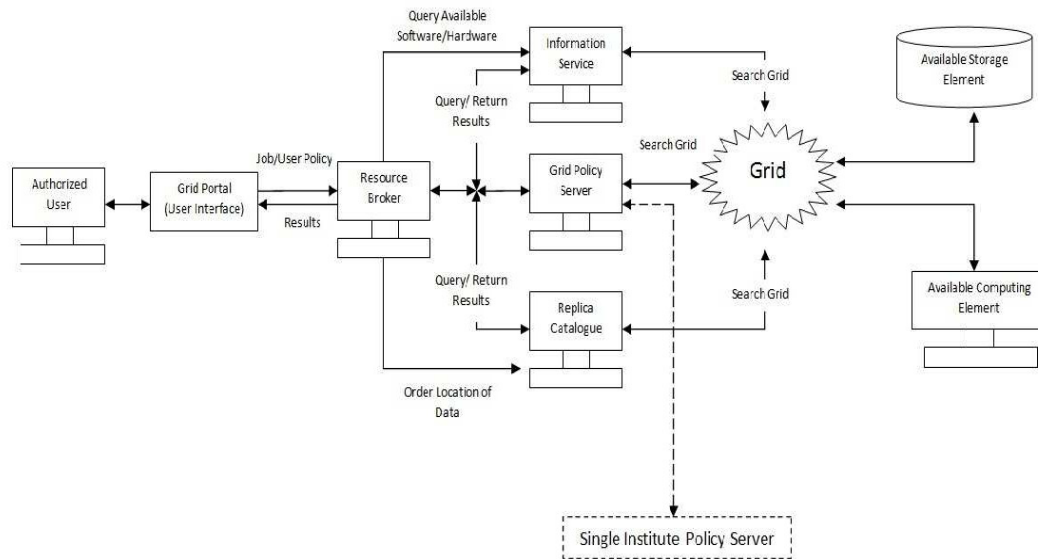 Query Available
Software/Hardware
Information
Service
Search Grid
Available Storage
Element
Query/ Return
Results
Search Grid
Job/User Policy
Authorized
User
Grid Portal
(User Interface)
Resource
Broker
Results
Grid Policy
Server
Grid
Query/ Return
Results
Search Grid
Replica
Catalogue
Available Computing
Element
Order Location of
Data
Single Institute Policy Server